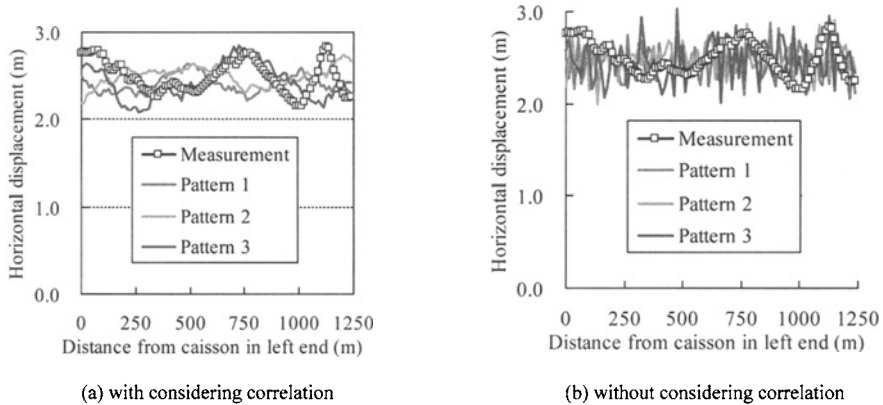 Horizontal displacement (m)
3.0
2.0
1.0
0.0
Measurement
Pattern 1
Pattern 2
Pattern 3
0 250 500 750 1000 1250
Distance from caisson in left end (m)
(a) with considering correlation
Horizontal displacement (m)
3.0
2.0
1.0
0.0
Measurement
Pattern 1
Pattern 2
Pattern 3
0 250 500 750 1000 1250
Distance from caisson in left end (m)
(b) without considering correlation